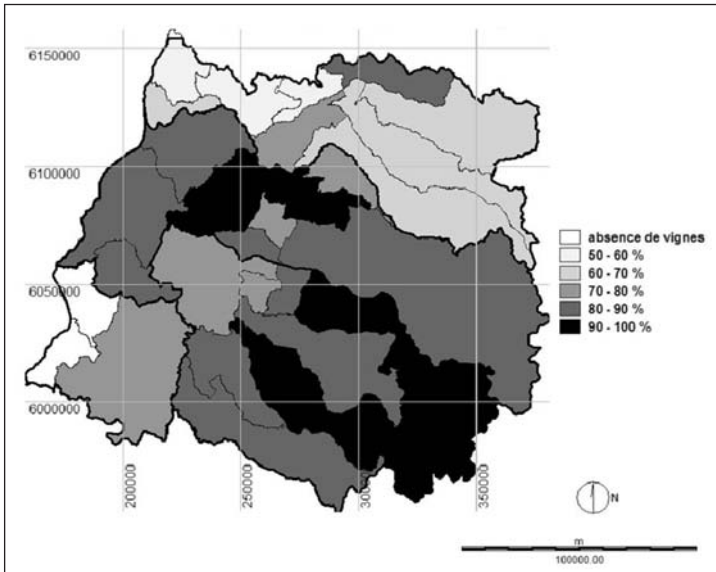 6150000
6100000
6050000
6000000
200000
250000
300000
350000
absence de vignes
50 - 60 %
60 - 70 %
70 - 80 %
80 - 90 %
90 - 100 %
N
m
100000.00